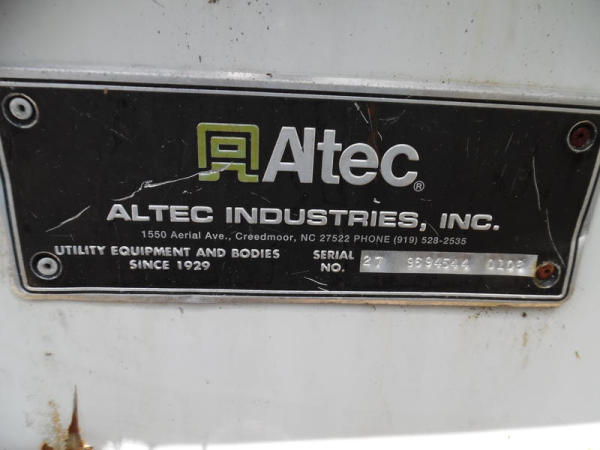 Altec®
ALTEC INDUSTRIES, INC.
1550 Aerial Ave., Creedmoor, NC 27522 PHONE (919) 528-2535
UTILITY EQUIPMENT AND BODIES
SINCE 1929
SERIAL
NO. 27